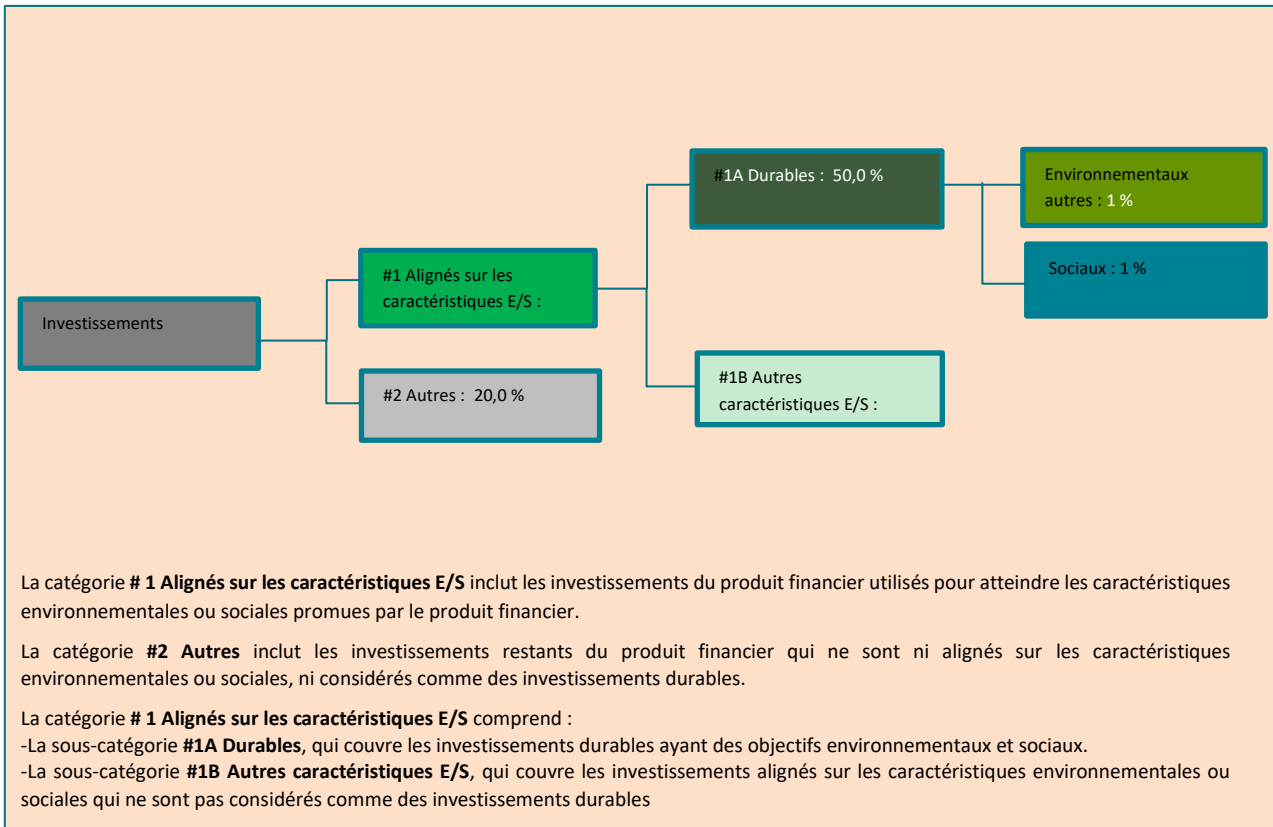 #1A Durables : 50,0 %
Environnementaux
autres : 1 %
Sociaux : 1 %
#1 Alignés sur les
caractéristiques E/S :
Investissements
#2 Autres : 20,0 %
#1B Autres
caractéristiques E/S :
La catégorie # 1 Alignés sur les caractéristiques E/S inclut les investissements du produit financier utilisés pour atteindre les caractéristiques
environnementales ou sociales promues par le produit financier.
La catégorie #2 Autres inclut les investissements restants du produit financier qui ne sont ni alignés sur les caractéristiques
environnementales ou sociales, ni considérés comme des investissements durables.
La catégorie # 1 Alignés sur les caractéristiques E/S comprend :
-La sous-catégorie #1A Durables, qui couvre les investissements durables ayant des objectifs environnementaux et sociaux.
-La sous-catégorie #1B Autres caractéristiques E/S, qui couvre les investissements alignés sur les caractéristiques environnementales ou
sociales qui ne sont pas considérés comme des investissements durables